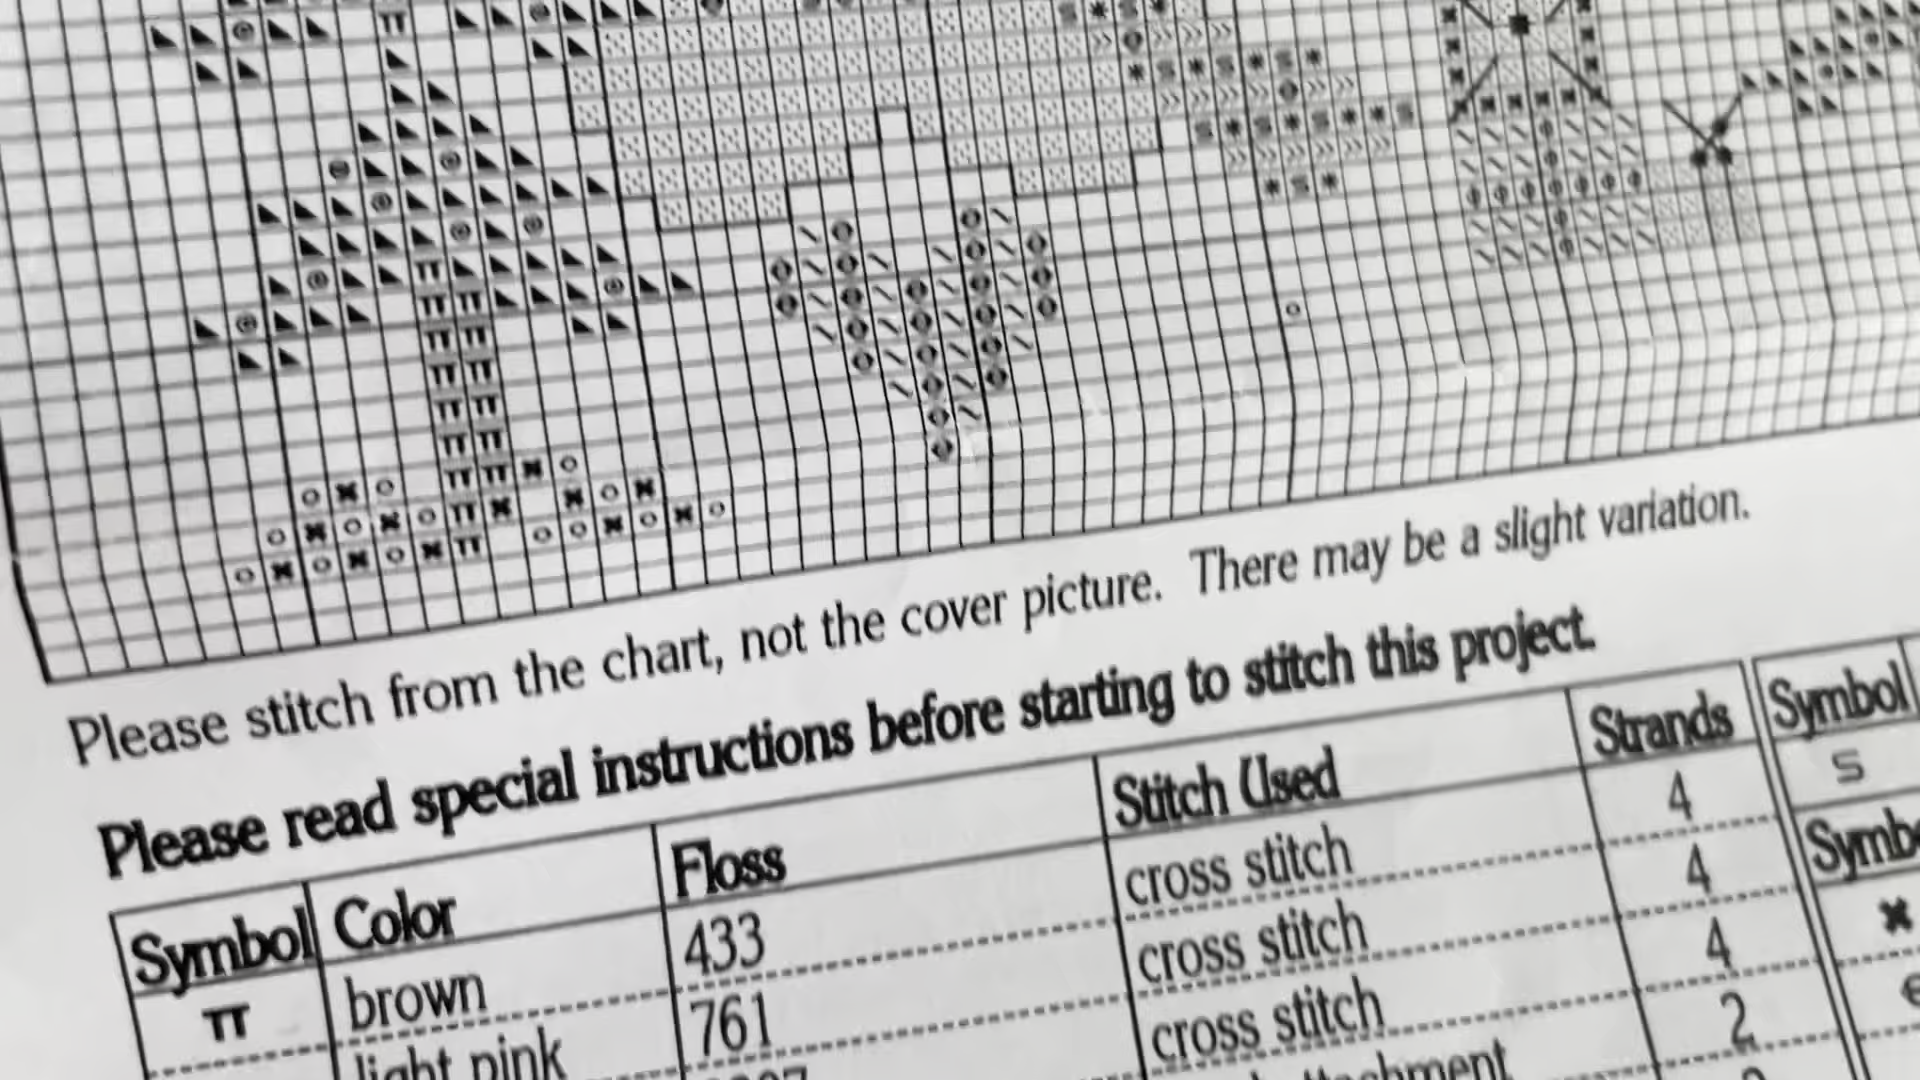 Please stitch from the chart, not the cover picture. There may be a slight variation.
Please read special instructions before starting to stitch this project.
Symbol Color Floss Stitch Used Strands Symbol
π brown 433 cross stitch 4 S
light pink 761 cross stitch 4
cross stitch 4
2